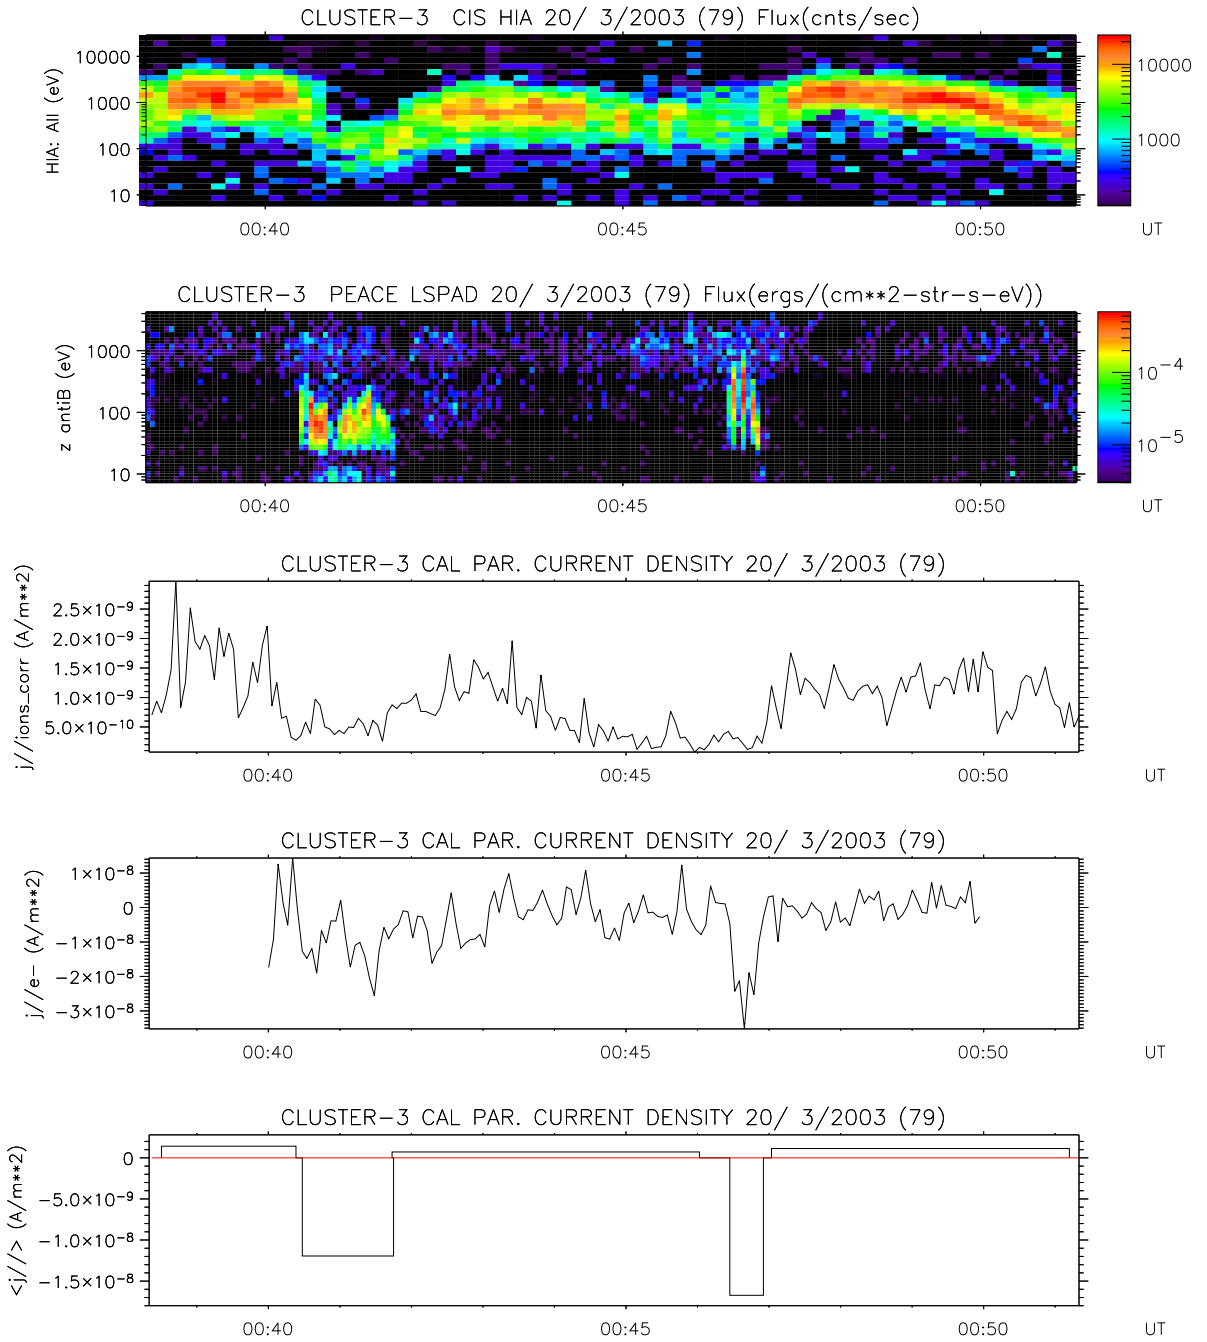 CLUSTER-3 CIS HIA 20/ 3/2003 (79) Flux(cnts/sec)
HIA: All (eV)
10000
1000
100
10
10000
1000
00:40 00:45 00:50 UT
CLUSTER-3 PEACE LSPAD 20/ 3/2003 (79) Flux(ergs/(cm**2-str-s-eV))
z antiB (eV)
1000
100
10
10⁻⁴
10⁻⁵
00:40 00:45 00:50 UT
CLUSTER-3 CAL PAR. CURRENT DENSITY 20/ 3/2003 (79)
j//ions_corr (A/m**2)
2.5×10⁻⁹
2.0×10⁻⁹
1.5×10⁻⁹
1.0×10⁻⁹
5.0×10⁻¹⁰
00:40 00:45 00:50 UT
CLUSTER-3 CAL PAR. CURRENT DENSITY 20/ 3/2003 (79)
j//e- (A/m**2)
1×10⁻⁸
0
-1×10⁻⁸
-2×10⁻⁸
-3×10⁻⁸
00:40 00:45 00:50 UT
CLUSTER-3 CAL PAR. CURRENT DENSITY 20/ 3/2003 (79)
<j//> (A/m**2)
0
-5.0×10⁻⁹
-1.0×10⁻⁸
-1.5×10⁻⁸
00:40 00:45 00:50 UT